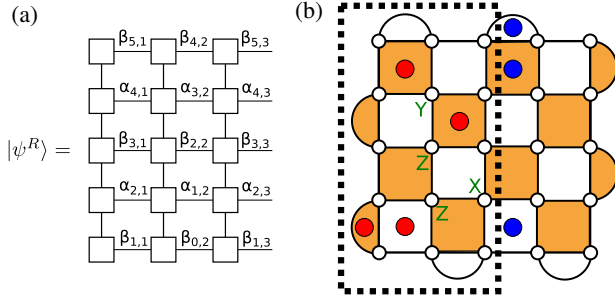 (a)
β5,1 β4,2 β5,3
α4,1 α3,2 α4,3
|ψ^R⟩ = β3,1 β2,2 β3,3
α2,1 α1,2 α2,3
β1,1 β0,2 β1,3
(b)
Y
Z
X
Z